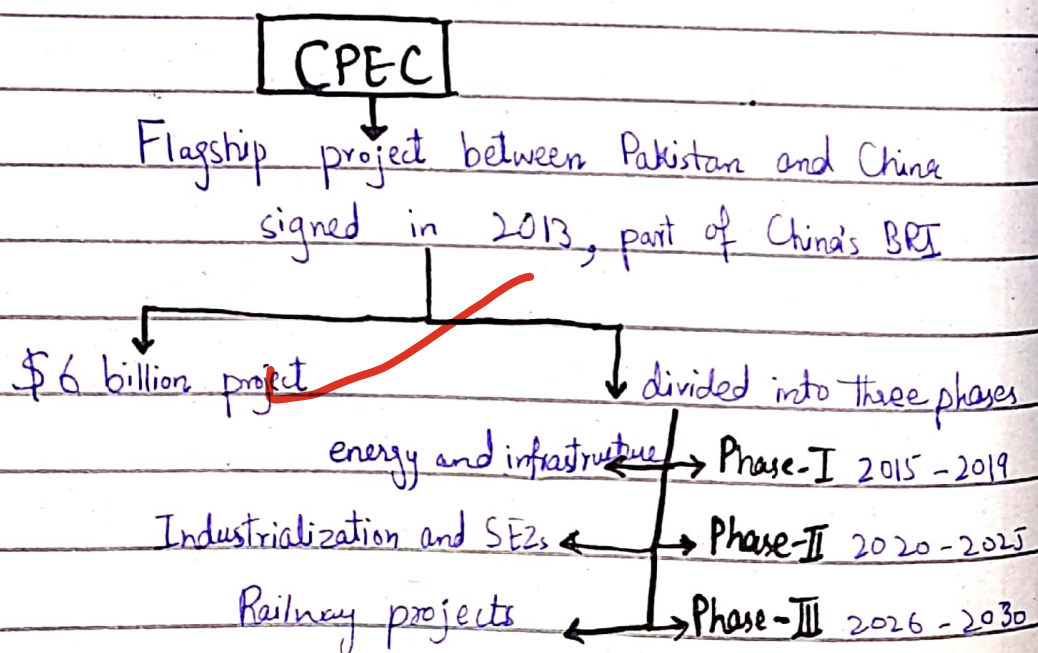 CPEC
Flagship project between Pakistan and China
signed in 2013, part of China's BRI
$6 billion project
divided into three phases
energy and infrastructure Phase-I 2015-2019
Industrialization and SEZs Phase-II 2020-2025
Railway projects Phase-III 2026-2030